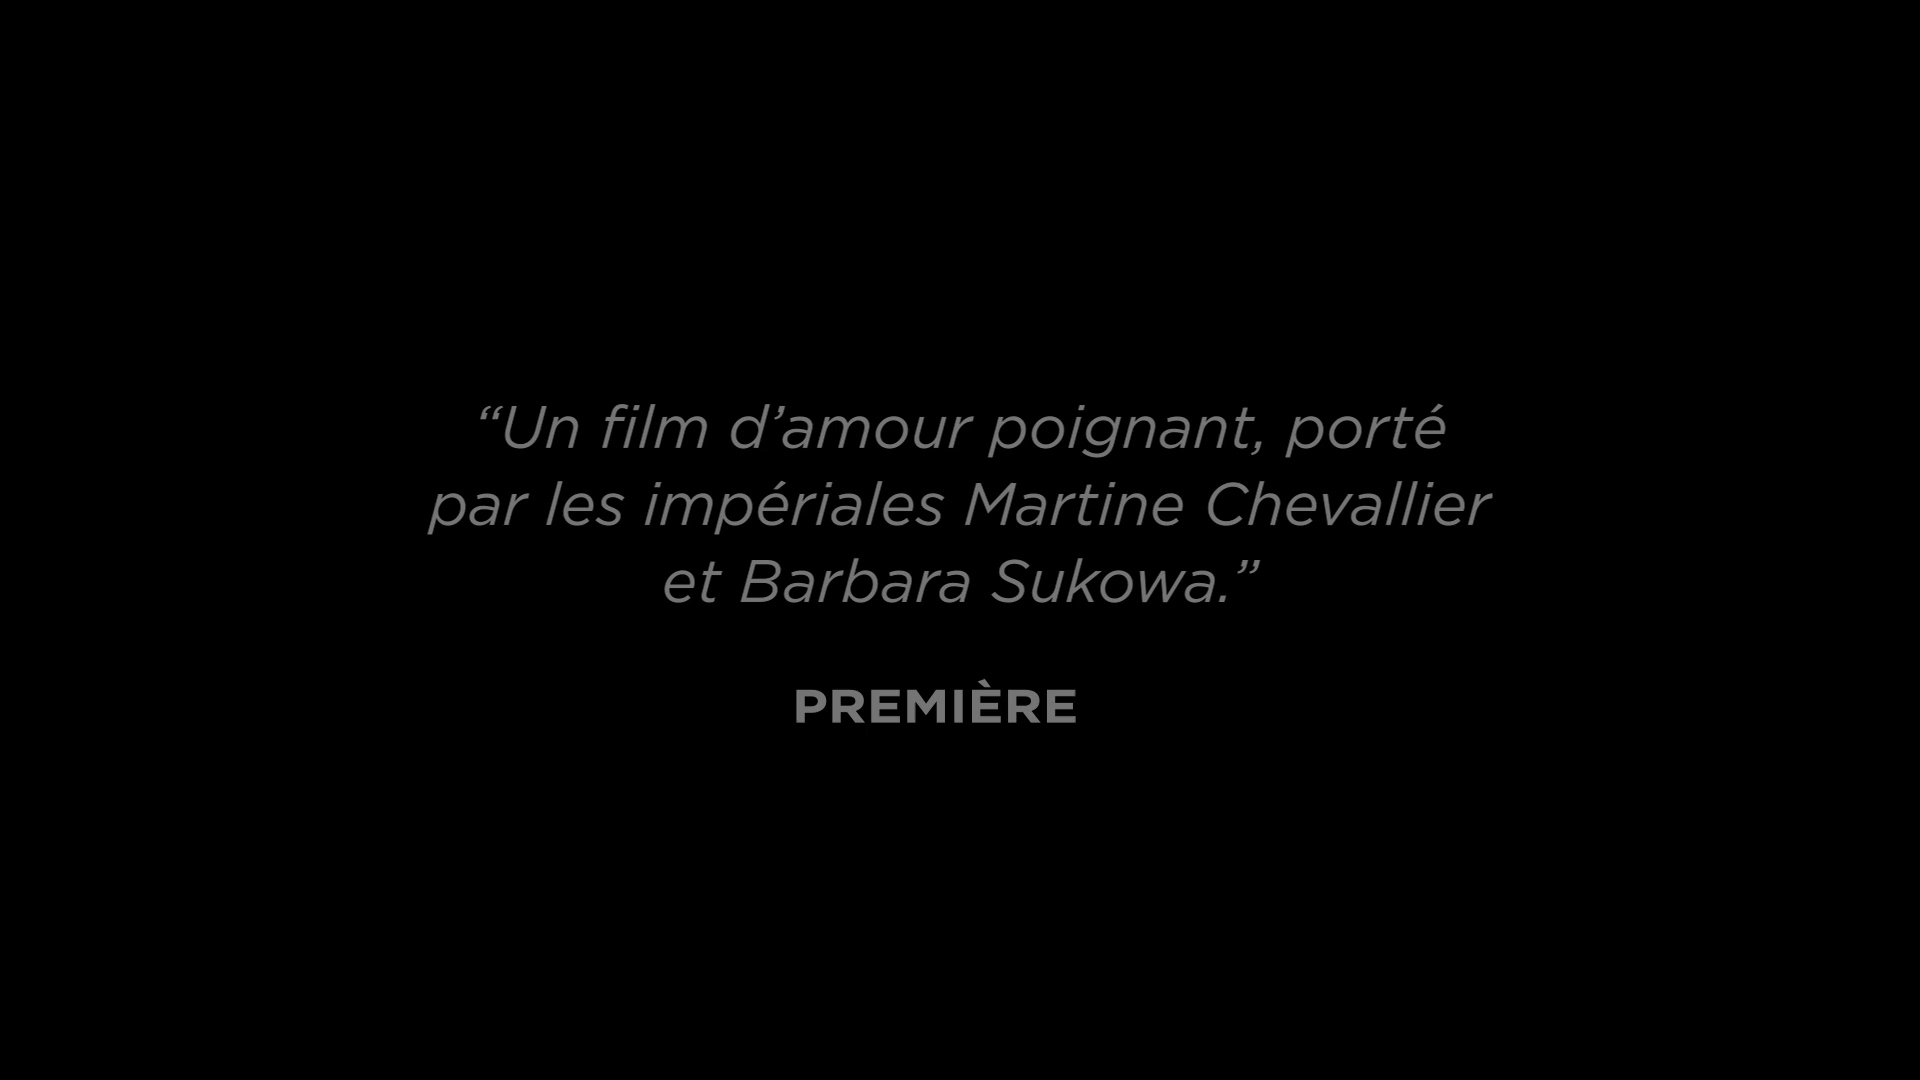 “Un film d’amour poignant, porté
par les impériales Martine Chevallier
et Barbara Sukowa.”
PREMIÈRE